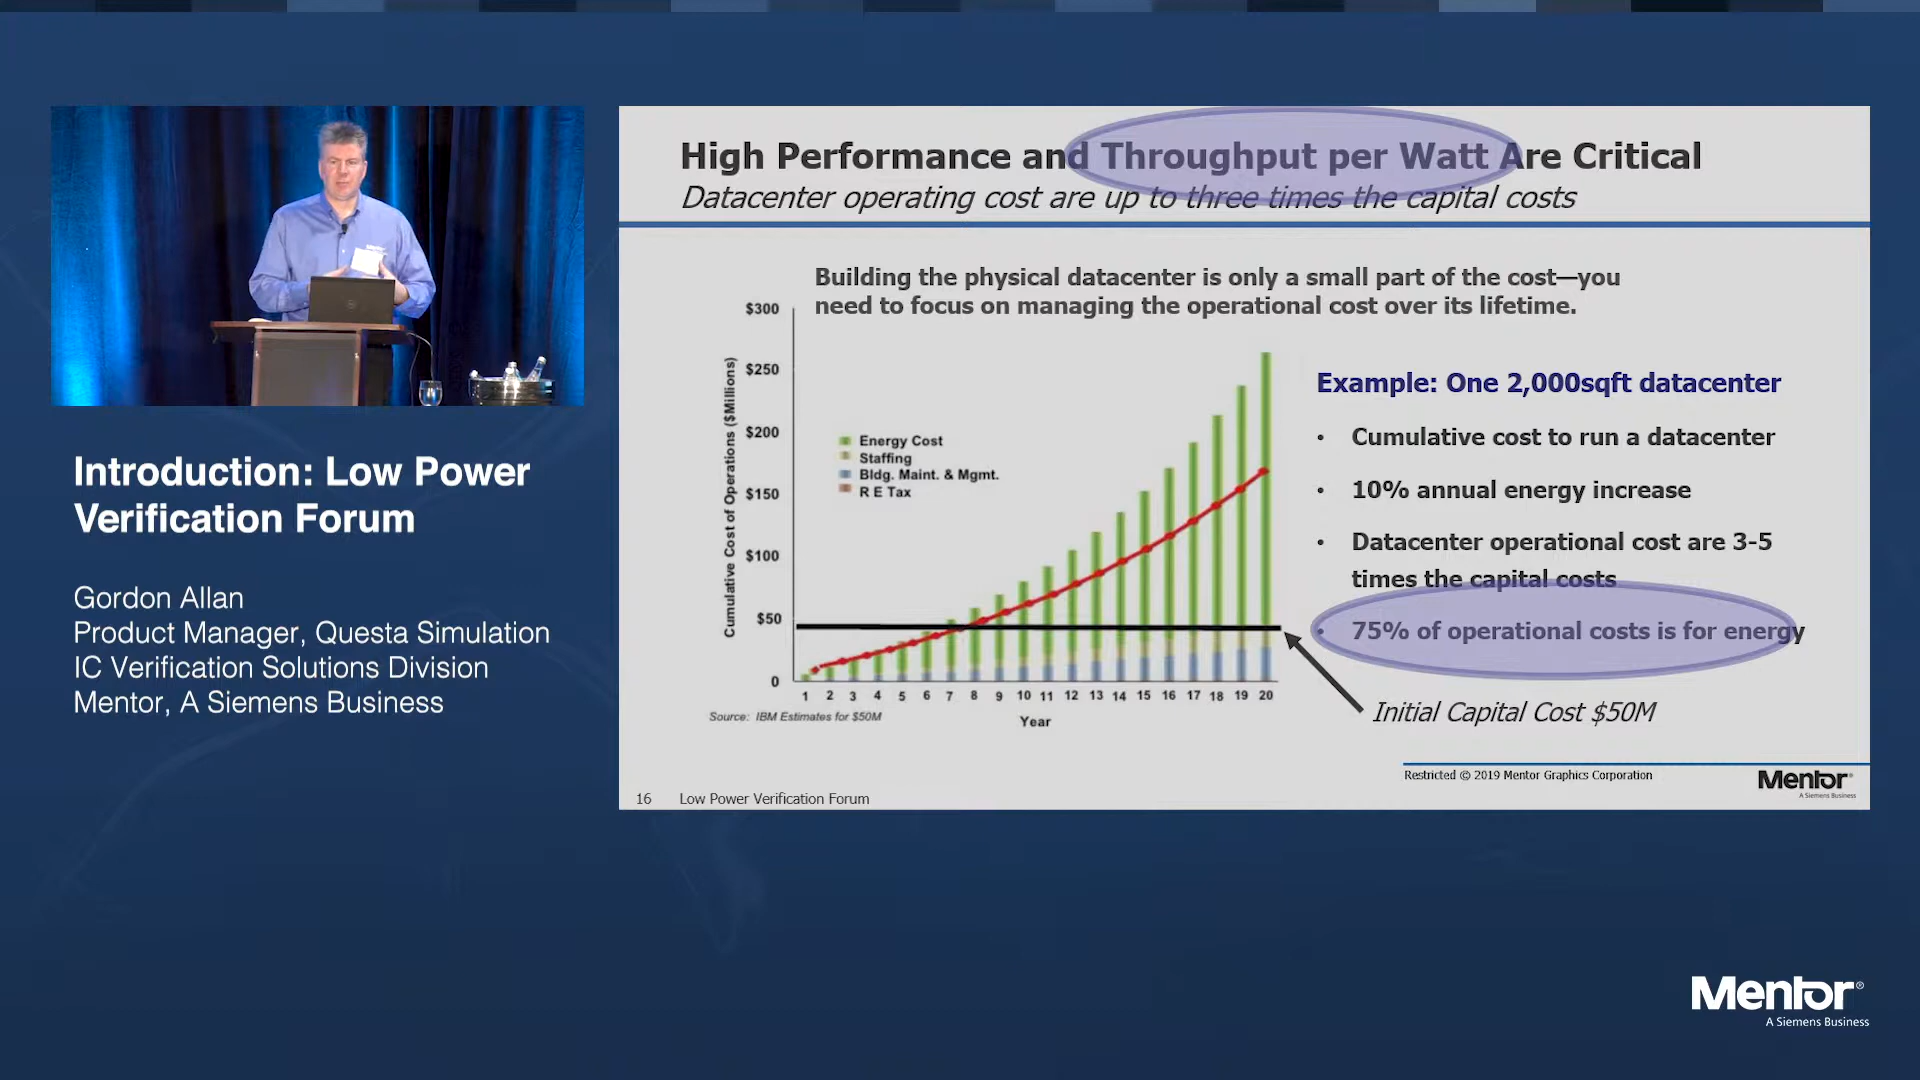 Introduction: Low Power
Verification Forum
Gordon Allan
Product Manager, Questa Simulation
IC Verification Solutions Division
Mentor, A Siemens Business
High Performance and Throughput per Watt Are Critical
Datacenter operating cost are up to three times the capital costs
Building the physical datacenter is only a small part of the cost—you
need to focus on managing the operational cost over its lifetime.
Cumulative Cost of Operations ($Millions)
$300
$250
$200
$150
$100
$50
0
Energy Cost
Staffing
Bldg. Maint. & Mgmt.
R E Tax
1 2 3 4 5 6 7 8 9 10 11 12 13 14 15 16 17 18 19 20
Source: IBM Estimates for $50M
Year
Example: One 2,000sqft datacenter
• Cumulative cost to run a datacenter
• 10% annual energy increase
• Datacenter operational cost are 3-5
times the capital costs
• 75% of operational costs is for energy
Initial Capital Cost $50M
Restricted © 2019 Mentor Graphics Corporation
Mentor®
A Siemens Business
16 Low Power Verification Forum
Mentor®
A Siemens Business